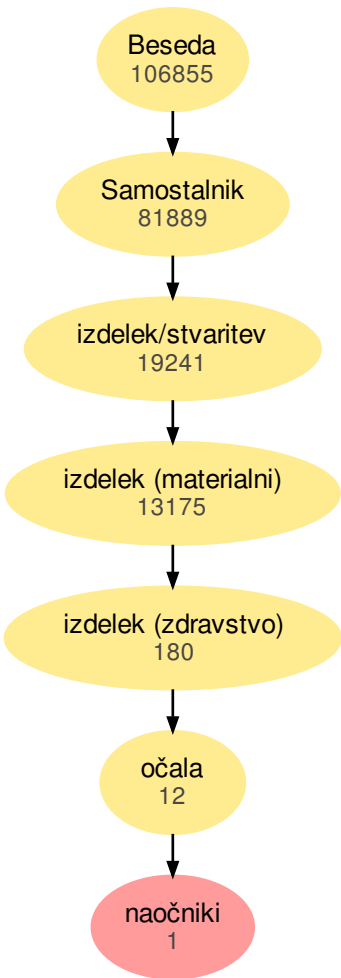 Beseda
106855
Samostalnik
81889
izdelek/stvaritev
19241
izdelek (materialni)
13175
izdelek (zdravstvo)
180
očala
12
naočniki
1